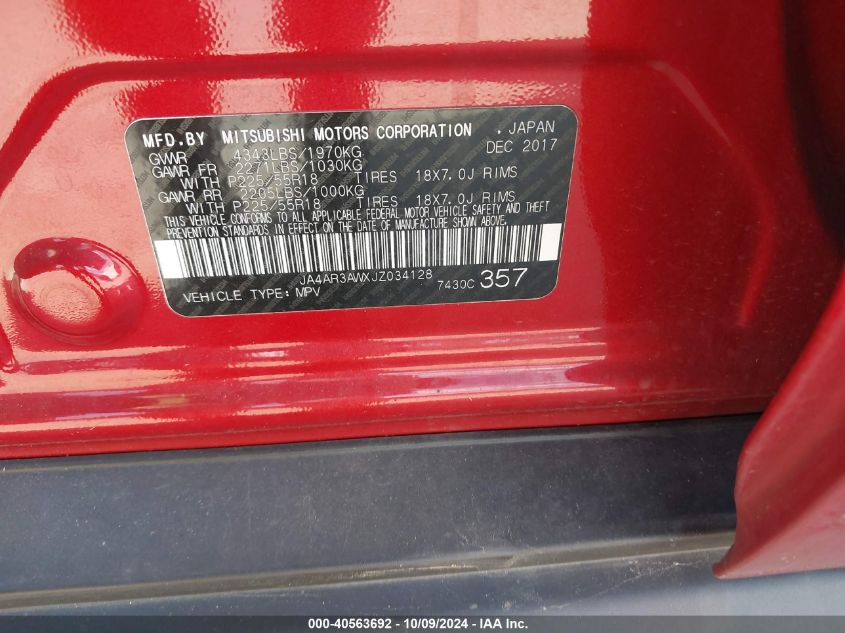 MFD.BY MITSUBISHI MOTORS CORPORATION , JAPAN
GVWR 4343LBS/1970KG DEC 2017
GAWR FR 2271LBS/1030KG
WITH P225/55R18 TIRES 18X7.0J RIMS
GAWR RR 2205LBS/1000KG
WITH P225/55R18 TIRES 18X7.0J RIMS
THIS VEHICLE CONFORMS TO ALL APPLICABLE FEDERAL MOTOR VEHICLE SAFETY AND THEFT
PREVENTION STANDARDS IN EFFECT ON THE DATE OF MANUFACTURE SHOWN ABOVE.
JA4AR3AWXJZ034128
VEHICLE TYPE: MPV 7430C 357
000-40563692 - 10/09/2024 - IAA Inc.